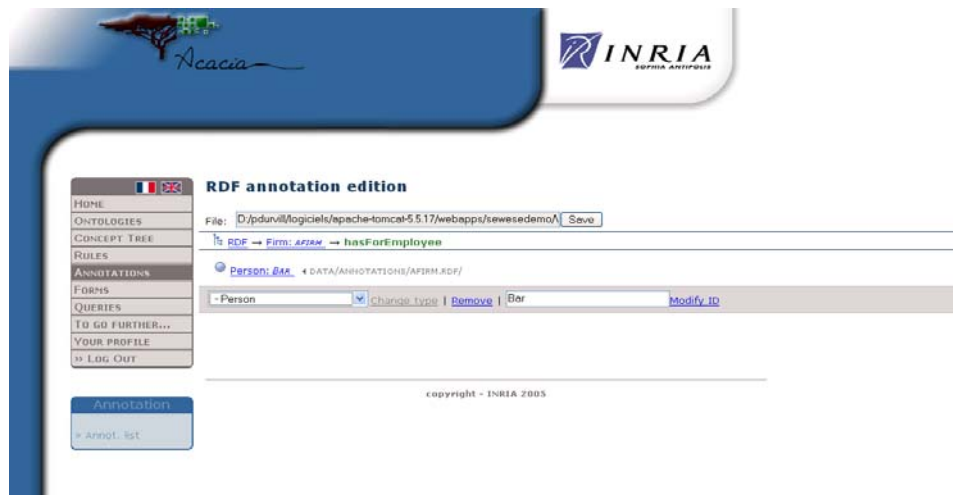 Acacia
INRIA
SOPHIA ANTIPOLIS
HOME
ONTOLOGIES
CONCEPT TREE
RULES
ANNOTATIONS
FORMS
QUERIES
TO GO FURTHER...
YOUR PROFILE
» LOG OUT
Annotation
» ANNOT. LIST
RDF annotation edition
File: D:/pdurvill/logiciels/apache-tomcat-5.5.17/webapps/sewesedemo/\ Save
RDF → Firm: AFIRM → hasForEmployee
Person: BAR DATA/ANNOTATIONS/AFIRM.RDF/
- Person Change type | Remove | Bar Modify ID
copyright - INRIA 2005